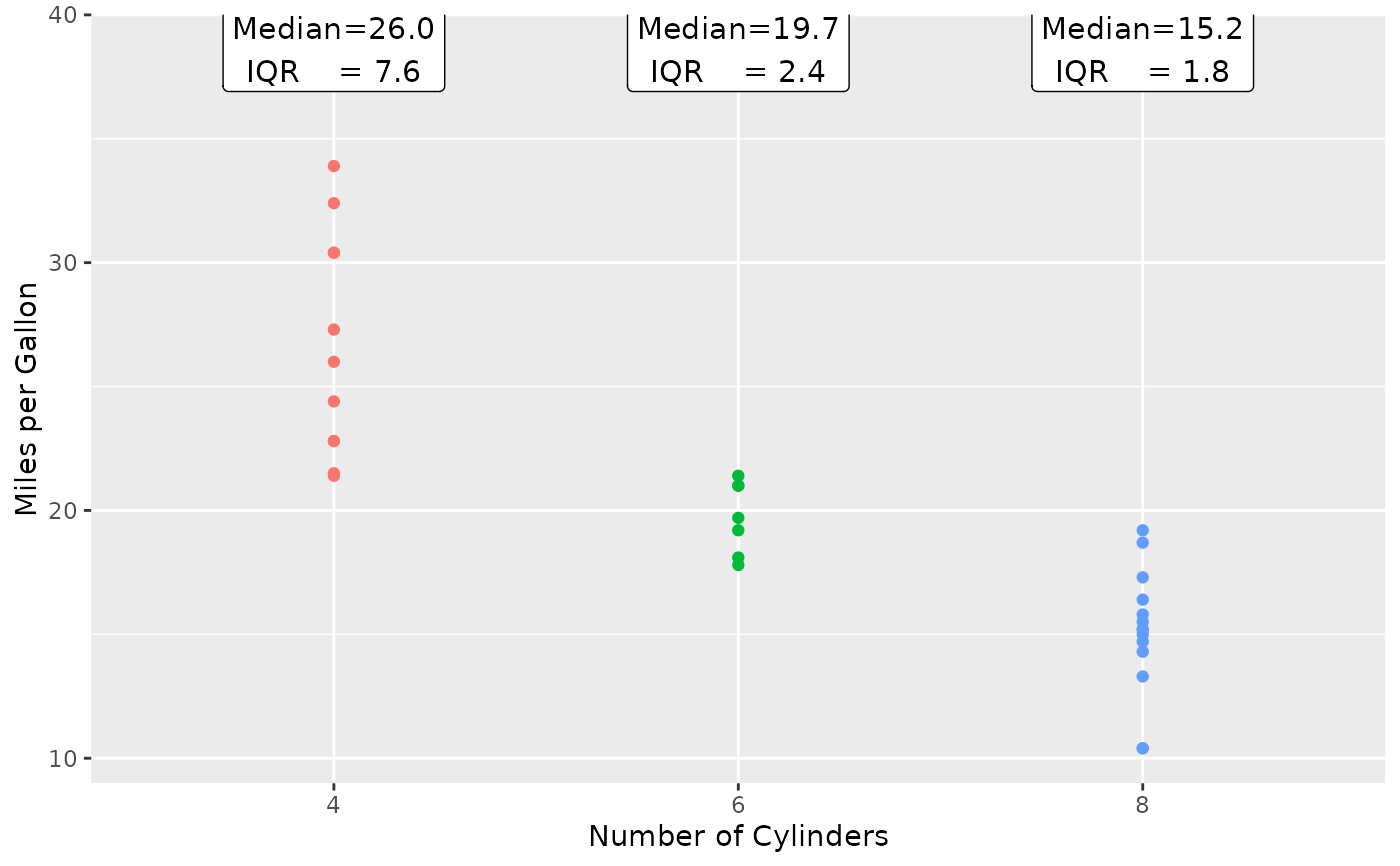 Median=26.0
IQR    = 7.6
Median=19.7
IQR    = 2.4
Median=15.2
IQR    = 1.8
40
30
20
10
Miles per Gallon
4
6
8
Number of Cylinders